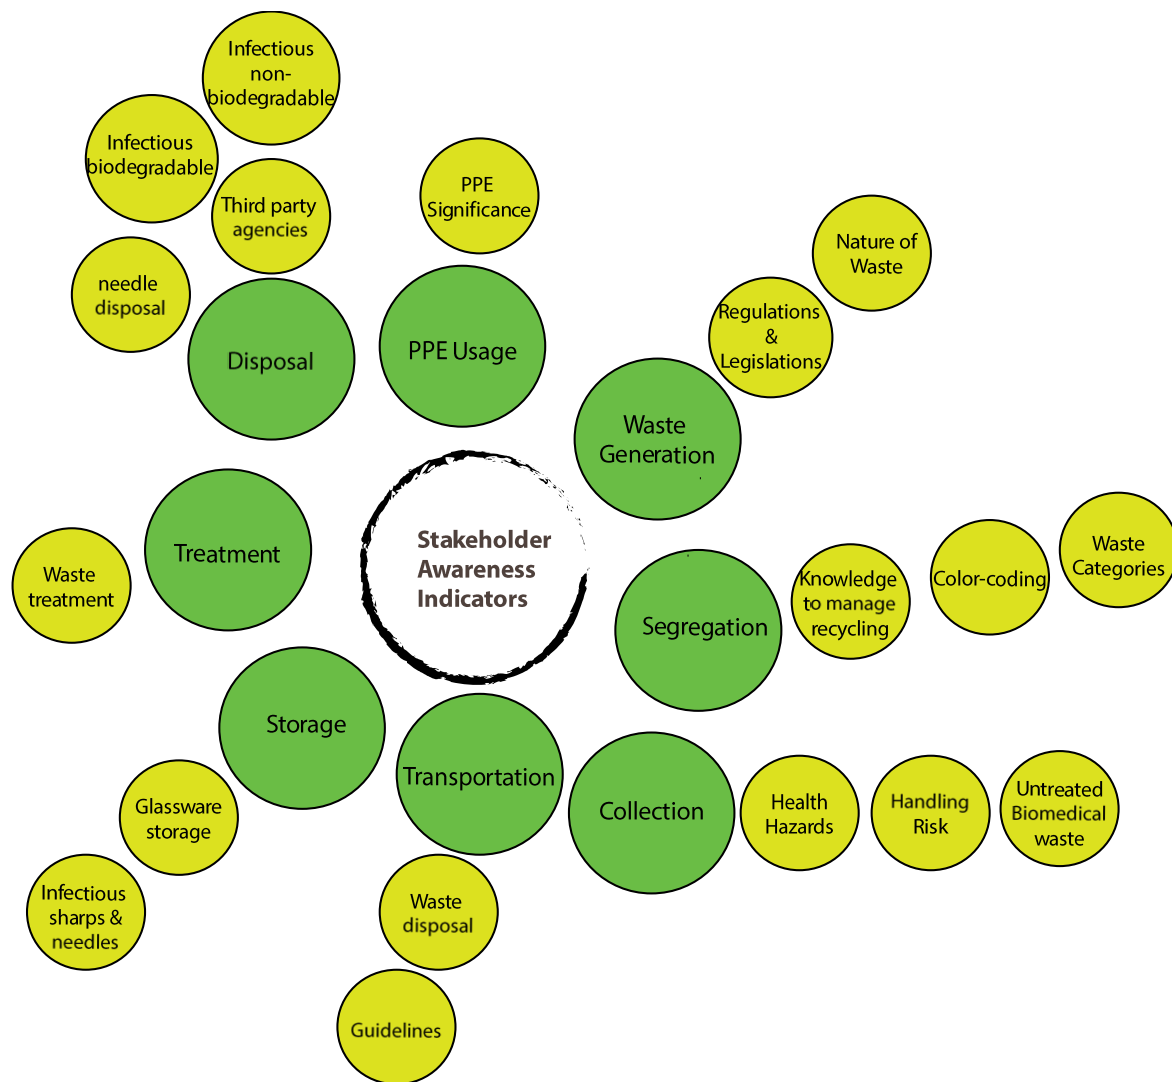 Infectious
non-
biodegradable
Infectious
biodegradable
Third party
agencies
needle
disposal
Disposal
PPE
Significance
PPE Usage
Nature of
Waste
Regulations
&
Legislations
Waste
Generation
Stakeholder
Awareness
Indicators
Treatment
Waste
treatment
Segregation
Knowledge
to manage
recycling
Color-coding
Waste
Categories
Storage
Glassware
storage
Infectious
sharps &
needles
Transportation
Waste
disposal
Guidelines
Collection
Health
Hazards
Handling
Risk
Untreated
Biomedical
waste